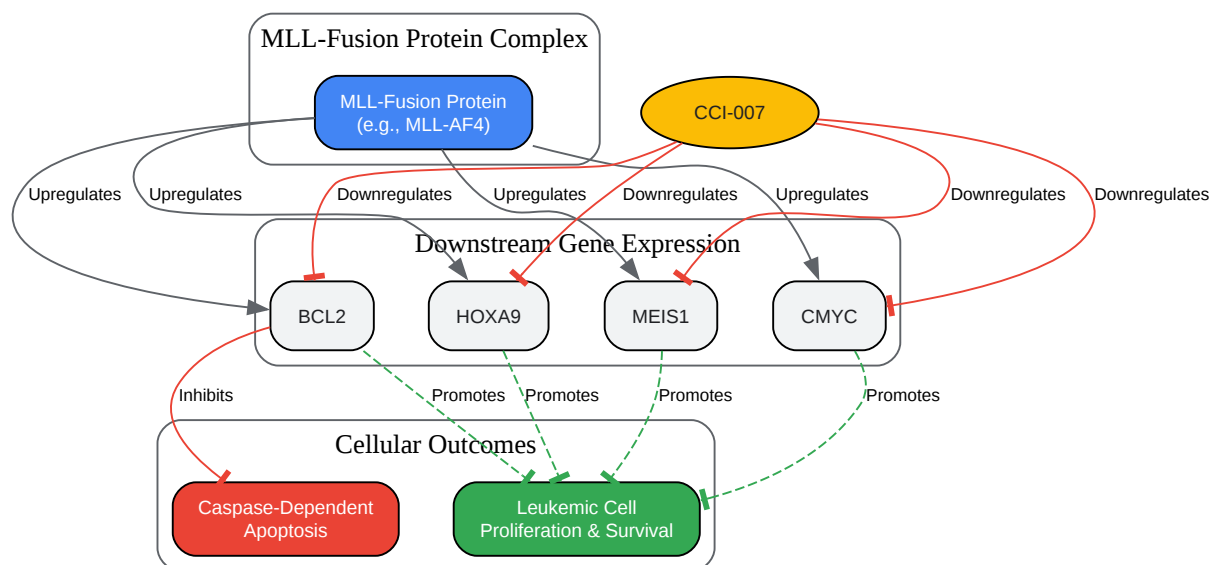 MLL-Fusion Protein Complex
MLL-Fusion Protein
(e.g., MLL-AF4)
CCI-007
Upregulates
Upregulates
Downregulates
Upregulates
Downregulates
Upregulates
Downregulates
Downregulates
Downstream Gene Expression
BCL2
HOXA9
MEIS1
CMYC
Inhibits
Promotes
Promotes
Promotes
Promotes
Cellular Outcomes
Caspase-Dependent
Apoptosis
Leukemic Cell
Proliferation & Survival